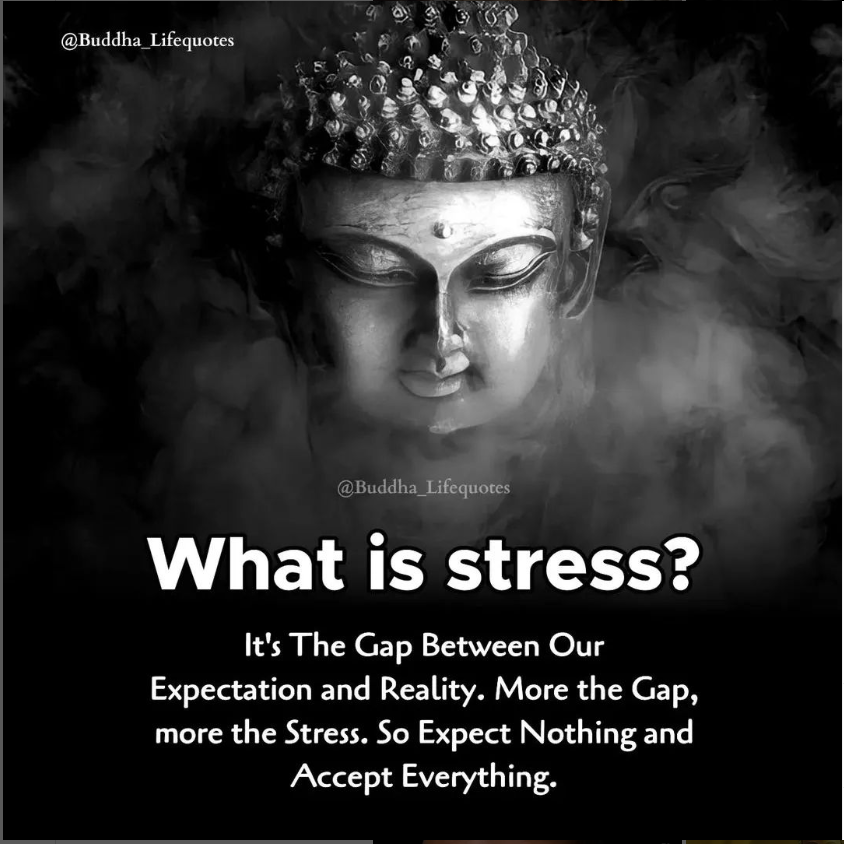 @Buddha_Lifequotes
@Buddha_Lifequotes
What is stress?
It's The Gap Between Our
Expectation and Reality. More the Gap,
more the Stress. So Expect Nothing and
Accept Everything.